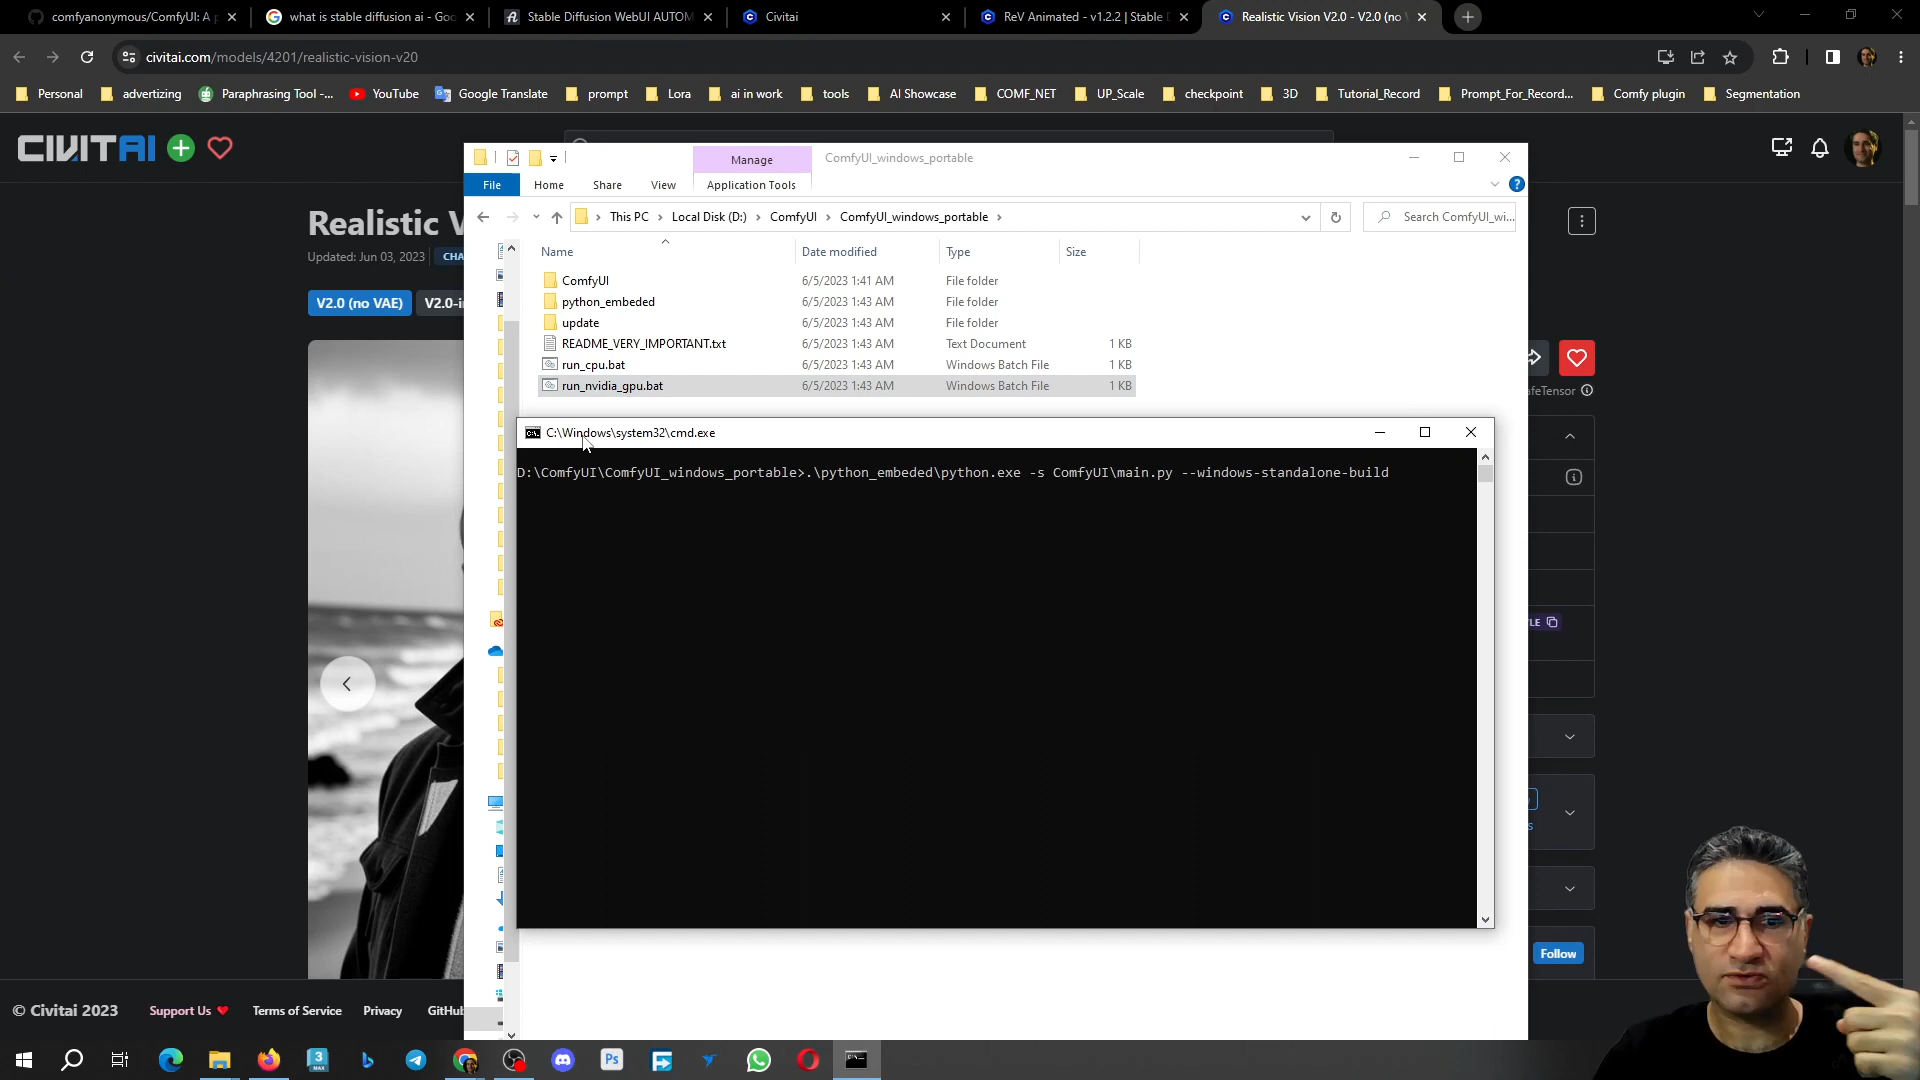 comfyanonymous/ComfyUI: A p
what is stable diffusion ai - Goo
Stable Diffusion WebUI AUTOM
Civitai
ReV Animated - v1.2.2 | Stable D
Realistic Vision V2.0 - V2.0 (no V
civitai.com/models/4201/realistic-vision-v20
Personal
advertizing
Paraphrasing Tool -...
YouTube
Google Translate
prompt
Lora
ai in work
tools
AI Showcase
COMF_NET
UP_Scale
checkpoint
3D
Tutorial_Record
Prompt_For_Record...
Comfy plugin
Segmentation
CIVITAI
Manage
ComfyUI_windows_portable
File
Home
Share
View
Application Tools
This PC > Local Disk (D:) > ComfyUI > ComfyUI_windows_portable >
Search ComfyUI_wi...
Realistic V
Updated: Jun 03, 2023
CHA
V2.0 (no VAE)
V2.0-i
Name
Date modified
Type
Size
ComfyUI 6/5/2023 1:41 AM File folder
python_embeded 6/5/2023 1:43 AM File folder
update 6/5/2023 1:43 AM File folder
README_VERY_IMPORTANT.txt 6/5/2023 1:43 AM Text Document 1 KB
run_cpu.bat 6/5/2023 1:43 AM Windows Batch File 1 KB
run_nvidia_gpu.bat 6/5/2023 1:43 AM Windows Batch File 1 KB
afeTensor
C:\Windows\system32\cmd.exe
D:\ComfyUI\ComfyUI_windows_portable>.\python_embeded\python.exe -s ComfyUI\main.py --windows-standalone-build
LE
s
Follow
© Civitai 2023
Support Us
Terms of Service
Privacy
GitHub
3
MAX
Ps